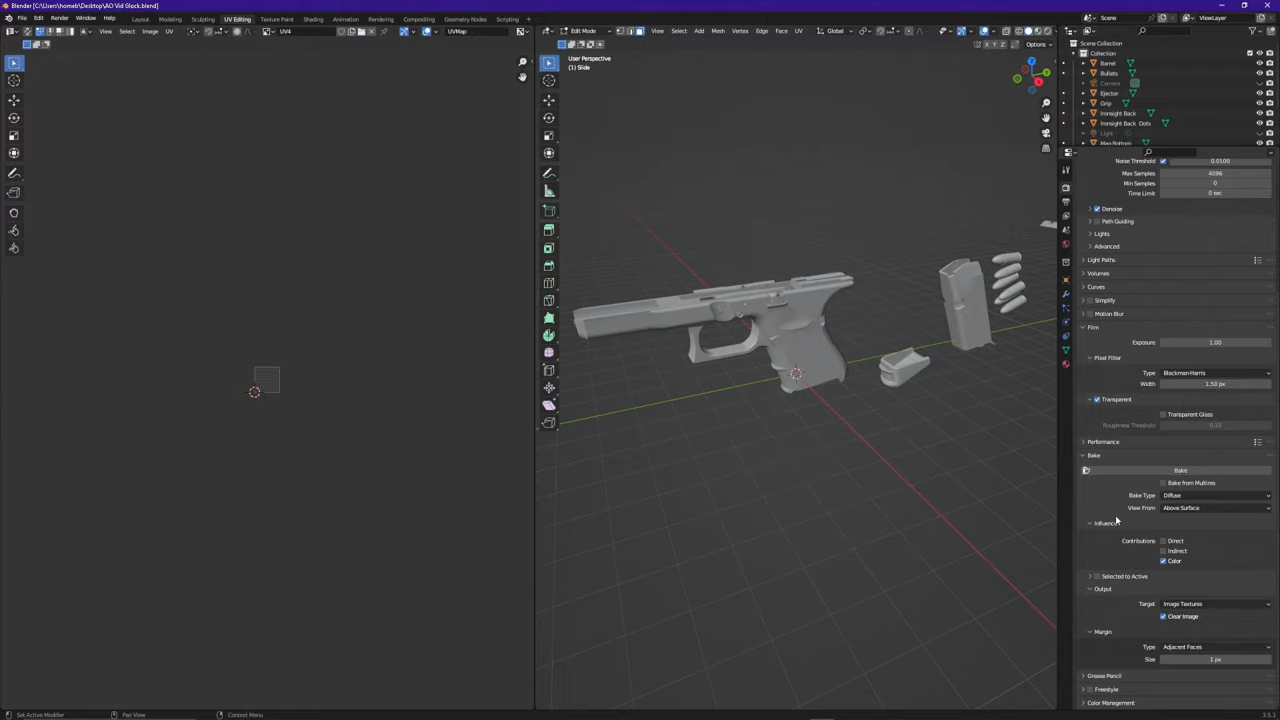 Blender [C:\Users\homeb\Desktop\AO Vid Glock.blend]
File Edit Render Window Help Layout Modeling Sculpting UV Editing Texture Paint Shading Animation Rendering Compositing Geometry Nodes Scripting Scene ViewLayer
View Select Image UV UV4 UVMap
Edit Mode View Select Add Mesh Vertex Edge Face UV Global
Options
User Perspective
(1) Slide
X Y Z
Scene Collection
Collection
Barrel
Bullets
Camera
Ejector
Grip
Ironsight Back
Ironsight Back Dots
Light
Mag Bottom
Noise Threshold 0.0100
Max Samples 4096
Min Samples 0
Time Limit 0 sec
Denoise
Path Guiding
Lights
Advanced
Light Paths
Volumes
Curves
Simplify
Motion Blur
Film
Exposure 1.00
Pixel Filter
Type Blackman-Harris
Width 1.50 px
Transparent
Transparent Glass
Roughness Threshold 0.10
Performance
Bake
Bake
Bake from Multires
Bake Type Diffuse
View From Above Surface
Influence
Contributions Direct
Indirect
Color
Selected to Active
Output
Target Image Textures
Clear Image
Margin
Type Adjacent Faces
Size 1 px
Grease Pencil
Freestyle
Color Management
Set Active Modifier Pan View Context Menu 3.5.1